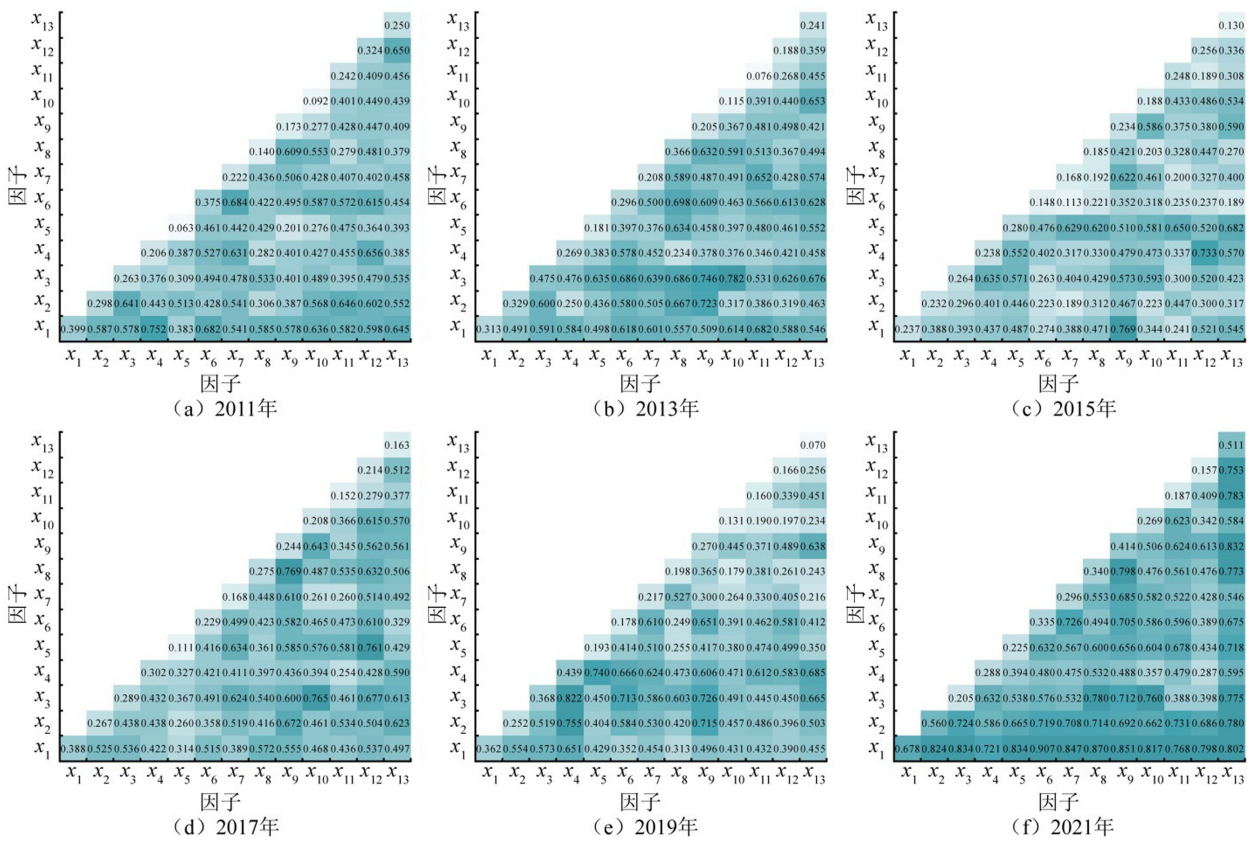 因子
x13 0.250
x12 0.324 0.650
x11 0.242 0.409 0.456
x10 0.092 0.401 0.449 0.439
x9 0.173 0.277 0.428 0.447 0.409
x8 0.140 0.609 0.553 0.279 0.481 0.379
x7 0.222 0.436 0.506 0.428 0.407 0.402 0.458
x6 0.375 0.684 0.422 0.495 0.587 0.572 0.615 0.454
x5 0.063 0.461 0.442 0.429 0.201 0.276 0.475 0.364 0.393
x4 0.206 0.387 0.527 0.631 0.282 0.401 0.427 0.455 0.656 0.385
x3 0.263 0.376 0.309 0.494 0.478 0.533 0.401 0.489 0.395 0.479 0.535
x2 0.298 0.641 0.443 0.513 0.428 0.541 0.306 0.387 0.568 0.646 0.602 0.552
x1 0.399 0.587 0.578 0.752 0.383 0.682 0.541 0.585 0.578 0.636 0.582 0.598 0.645
x1 x2 x3 x4 x5 x6 x7 x8 x9 x10 x11 x12 x13
因子
（a）2011年
因子
x13 0.241
x12 0.188 0.359
x11 0.076 0.268 0.455
x10 0.115 0.391 0.440 0.653
x9 0.205 0.367 0.481 0.498 0.421
x8 0.366 0.632 0.591 0.513 0.367 0.494
x7 0.208 0.589 0.487 0.491 0.652 0.428 0.574
x6 0.296 0.500 0.698 0.609 0.463 0.566 0.613 0.628
x5 0.181 0.397 0.376 0.634 0.458 0.397 0.480 0.461 0.552
x4 0.269 0.383 0.578 0.652 0.234 0.378 0.376 0.346 0.421 0.458
x3 0.475 0.476 0.635 0.686 0.639 0.686 0.746 0.782 0.531 0.626 0.676
x2 0.329 0.600 0.250 0.436 0.580 0.505 0.667 0.723 0.317 0.386 0.319 0.463
x1 0.313 0.491 0.591 0.584 0.498 0.618 0.601 0.557 0.509 0.614 0.682 0.588 0.546
x1 x2 x3 x4 x5 x6 x7 x8 x9 x10 x11 x12 x13
因子
（b）2013年
因子
x13 0.130
x12 0.256 0.336
x11 0.248 0.189 0.308
x10 0.188 0.433 0.486 0.534
x9 0.234 0.586 0.375 0.380 0.590
x8 0.185 0.421 0.203 0.328 0.447 0.270
x7 0.168 0.192 0.622 0.461 0.200 0.327 0.400
x6 0.148 0.113 0.221 0.352 0.318 0.235 0.237 0.189
x5 0.280 0.476 0.629 0.620 0.510 0.581 0.650 0.520 0.682
x4 0.238 0.552 0.402 0.317 0.330 0.479 0.473 0.337 0.733 0.570
x3 0.264 0.635 0.571 0.263 0.404 0.429 0.573 0.593 0.300 0.520 0.423
x2 0.232 0.296 0.401 0.446 0.223 0.189 0.312 0.467 0.223 0.447 0.300 0.317
x1 0.237 0.388 0.393 0.437 0.487 0.274 0.388 0.471 0.769 0.344 0.241 0.521 0.545
x1 x2 x3 x4 x5 x6 x7 x8 x9 x10 x11 x12 x13
因子
（c）2015年
因子
x13 0.163
x12 0.214 0.512
x11 0.152 0.279 0.377
x10 0.208 0.366 0.615 0.570
x9 0.244 0.643 0.345 0.562 0.561
x8 0.275 0.769 0.487 0.535 0.632 0.506
x7 0.168 0.448 0.610 0.261 0.260 0.514 0.492
x6 0.229 0.499 0.423 0.582 0.465 0.473 0.610 0.329
x5 0.111 0.416 0.634 0.361 0.585 0.576 0.581 0.761 0.429
x4 0.302 0.327 0.421 0.411 0.397 0.436 0.394 0.254 0.428 0.590
x3 0.289 0.432 0.367 0.491 0.624 0.540 0.600 0.765 0.461 0.677 0.613
x2 0.267 0.438 0.438 0.260 0.358 0.519 0.416 0.672 0.461 0.534 0.504 0.623
x1 0.388 0.525 0.536 0.422 0.314 0.515 0.389 0.572 0.555 0.468 0.436 0.537 0.497
x1 x2 x3 x4 x5 x6 x7 x8 x9 x10 x11 x12 x13
因子
（d）2017年
因子
x13 0.070
x12 0.166 0.256
x11 0.160 0.339 0.451
x10 0.131 0.190 0.197 0.234
x9 0.270 0.445 0.371 0.489 0.638
x8 0.198 0.365 0.179 0.381 0.261 0.243
x7 0.217 0.527 0.300 0.264 0.330 0.405 0.216
x6 0.178 0.610 0.249 0.651 0.391 0.462 0.581 0.412
x5 0.193 0.414 0.510 0.255 0.417 0.380 0.474 0.499 0.350
x4 0.439 0.740 0.666 0.624 0.473 0.606 0.471 0.612 0.583 0.685
x3 0.368 0.822 0.450 0.713 0.586 0.603 0.726 0.491 0.445 0.450 0.665
x2 0.252 0.519 0.755 0.404 0.584 0.530 0.420 0.715 0.457 0.486 0.396 0.503
x1 0.362 0.554 0.573 0.651 0.429 0.352 0.454 0.313 0.496 0.431 0.432 0.390 0.455
x1 x2 x3 x4 x5 x6 x7 x8 x9 x10 x11 x12 x13
因子
（e）2019年
因子
x13 0.511
x12 0.157 0.753
x11 0.187 0.409 0.783
x10 0.269 0.623 0.342 0.584
x9 0.414 0.506 0.624 0.613 0.832
x8 0.340 0.798 0.476 0.561 0.476 0.773
x7 0.296 0.553 0.685 0.582 0.522 0.428 0.546
x6 0.335 0.726 0.494 0.705 0.586 0.596 0.389 0.675
x5 0.225 0.632 0.567 0.600 0.656 0.604 0.678 0.434 0.718
x4 0.288 0.394 0.480 0.475 0.532 0.488 0.357 0.479 0.287 0.595
x3 0.205 0.632 0.538 0.576 0.532 0.780 0.712 0.760 0.388 0.398 0.775
x2 0.560 0.724 0.586 0.665 0.719 0.708 0.714 0.692 0.662 0.731 0.686 0.780
x1 0.678 0.824 0.834 0.721 0.834 0.907 0.847 0.870 0.851 0.817 0.768 0.798 0.802
x1 x2 x3 x4 x5 x6 x7 x8 x9 x10 x11 x12 x13
因子
（f）2021年